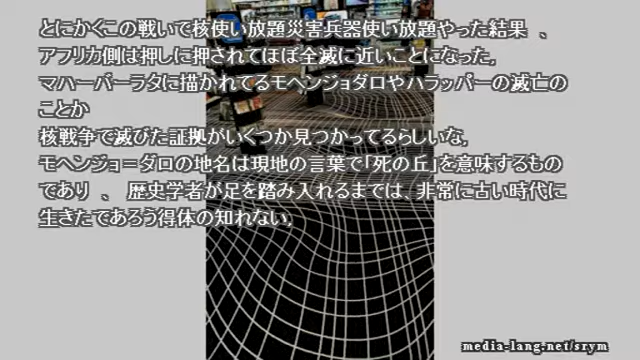 とにかくこの戦いで核使い放題災害兵器使い放題やった結果　、
アフリカ側は押しに押されてほぼ全滅に近いことになった。
マハーバーラタに描かれてるモヘンジョダロやハラッパーの滅亡の
ことか
核戦争で滅びた証拠がいくつか見つかってるらしいな。
モヘンジョ＝ダロの地名は現地の言葉で「死の丘」を意味するもの
であり　、　歴史学者が足を踏み入れるまでは、非常に古い時代に
生きたであろう得体の知れない。
media-lang.net/srym